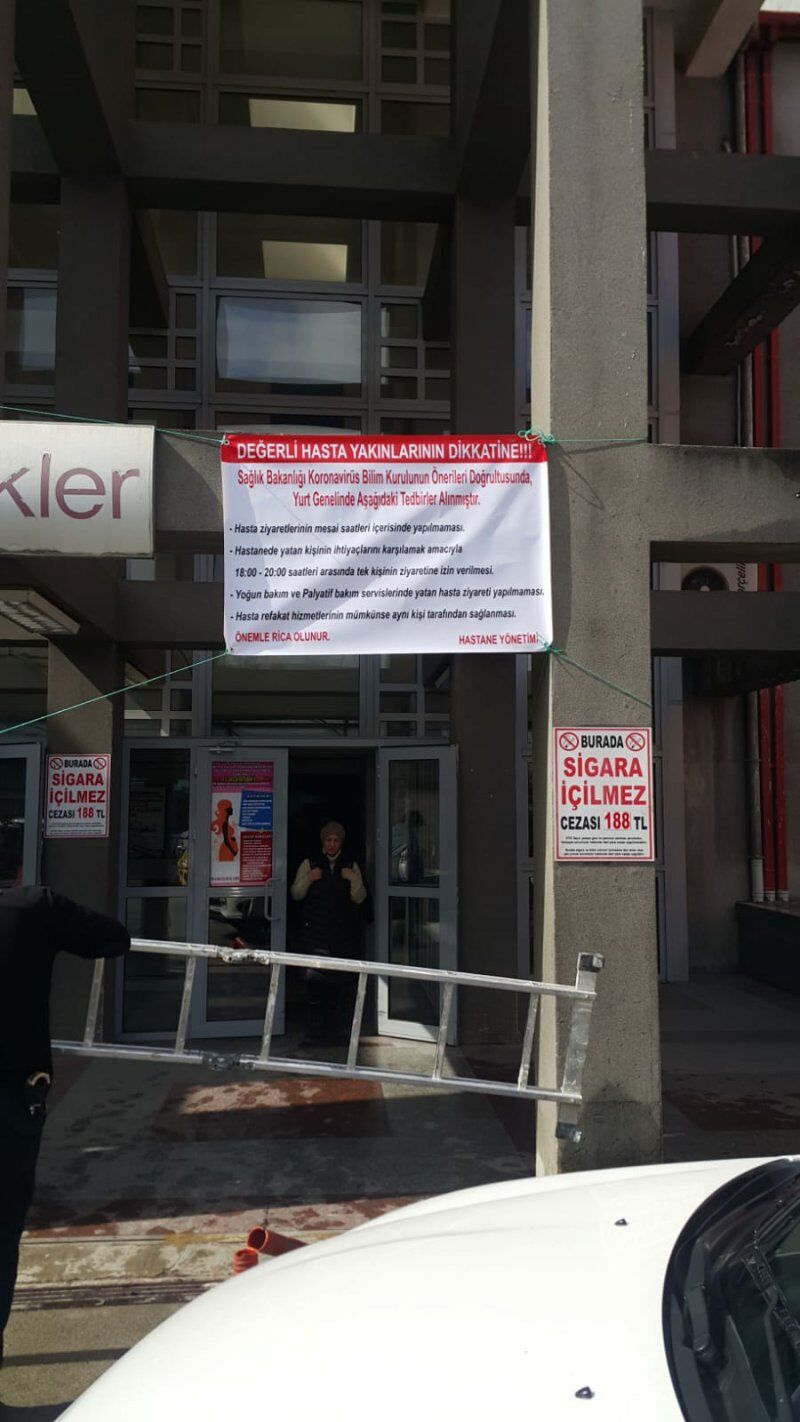 DEĞERLİ HASTA YAKINLARININ DİKKATİNE!!!
Sağlık Bakanlığı Koronavirüs Bilim Kurulunun Önerileri Doğrultusunda,
Yurt Genelinde Aşağıdaki Tedbirler Alınmıştır.
- Hasta ziyaretlerinin mesai saatleri içerisinde yapılmaması.
- Hastanede yatan kişinin ihtiyaçlarını karşılamak amacıyla
18:00 - 20:00 saatleri arasında tek kişinin ziyaretine izin verilmesi.
- Yoğun bakım ve Palyatif bakım servislerinde yatan hasta ziyareti yapılmaması.
- Hasta refakat hizmetlerinin mümkünse aynı kişi tarafından sağlanması.
ÖNEMLE RİCA OLUNUR. HASTANE YÖNETİMİ
kler
BURADA
SİGARA
İÇİLMEZ
CEZASI 188 TL
BURADA
SİGARA
İÇİLMEZ
CEZASI 188 TL